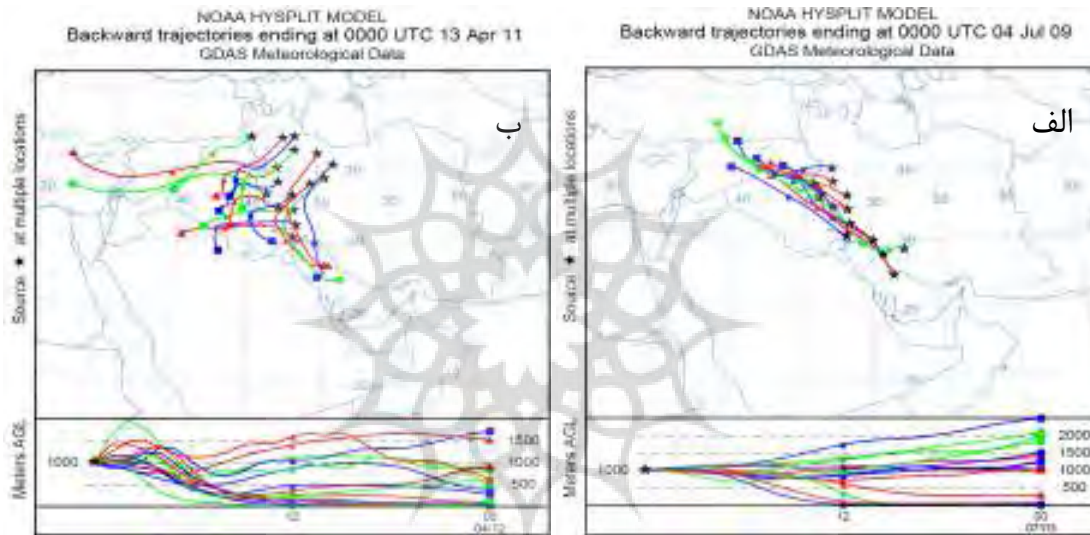 NOAA HYSPLIT MODEL
Backward trajectories ending at 0000 UTC 13 Apr 11
GDAS Meteorological Data
ب
Source ★ at multiple locations
Meters AGL
1000
1500
1000
500
12
00
04/12
NOAA HYSPLIT MODEL
Backward trajectories ending at 0000 UTC 04 Jul 09
GDAS Meteorological Data
الف
Source ★ at multiple locations
40
Meters AGL
1000
2000
1500
1000
500
12
00